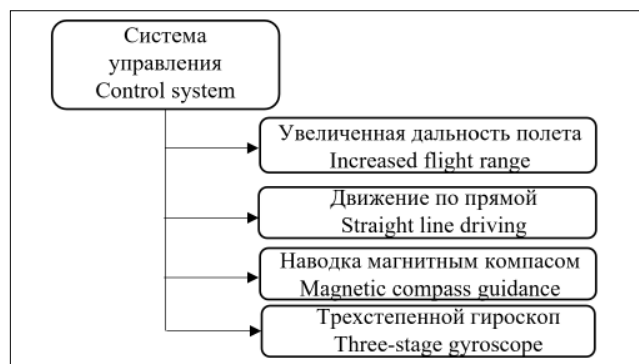 Система
управления
Control system
Увеличенная дальность полета
Increased flight range
Движение по прямой
Straight line driving
Наводка магнитным компасом
Magnetic compass guidance
Трехстепенной гироскоп
Three-stage gyroscope